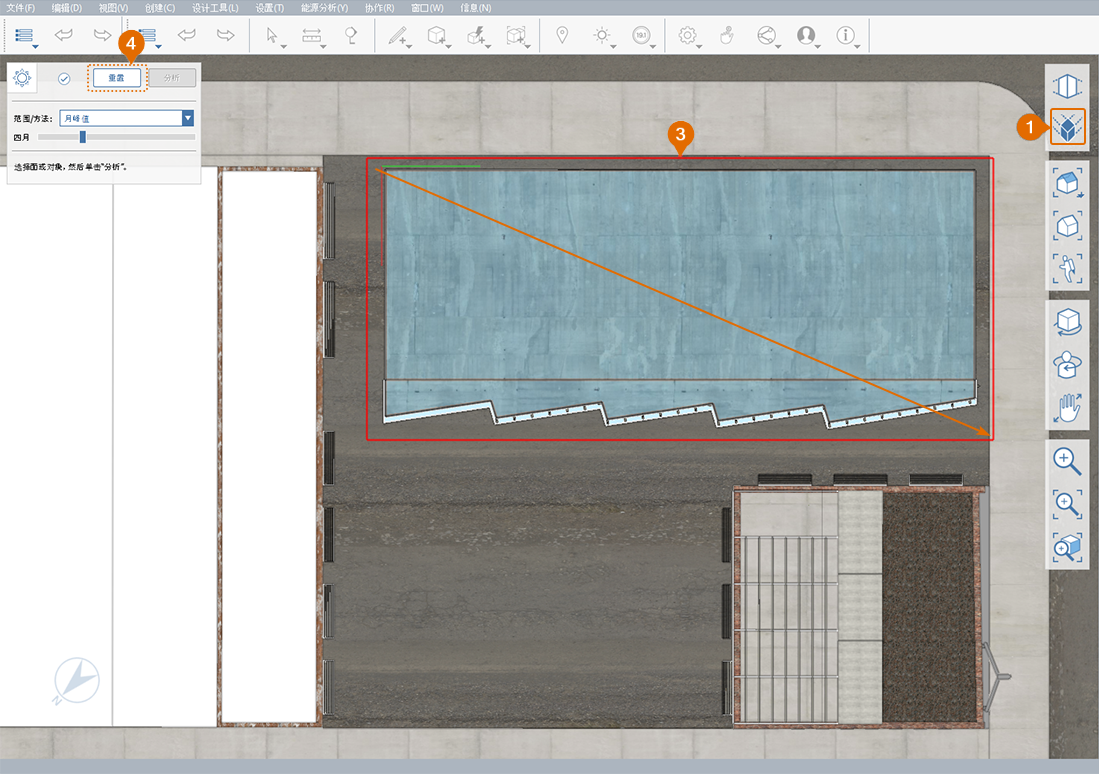 文件(F) 编辑(D) 视图(V) 创建(C) 设计工具(L) 设置(T) 能源分析(Y) 协作(R) 窗口(W) 信息(N)
19.1
4
重置 分析
范围/方法: 月峰值
四月
选择面或对象，然后单击“分析”。
1
3
N